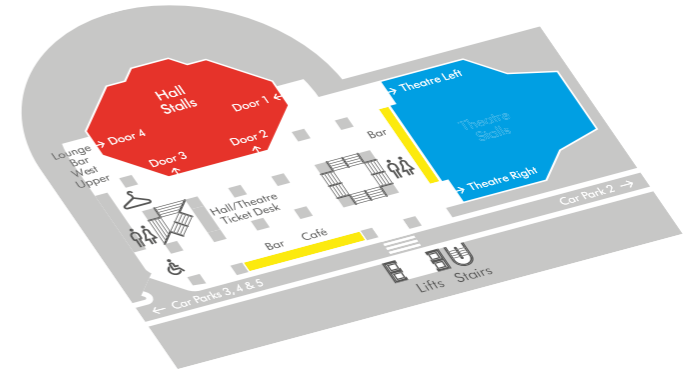 Hall
Stalls
Door 1
Door 2
Door 3
Door 4
Theatre Left
Theatre
Stalls
Theatre Right
Bar
Lounge
Bar
West
Upper
Hall/Theatre
Ticket Desk
Bar
Café
Car Park 2
Car Parks 3, 4 & 5
Lifts
Stairs